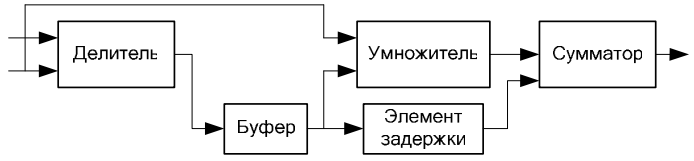 Делитель
Умножитель
Сумматор
Буфер
Элемент
задержки